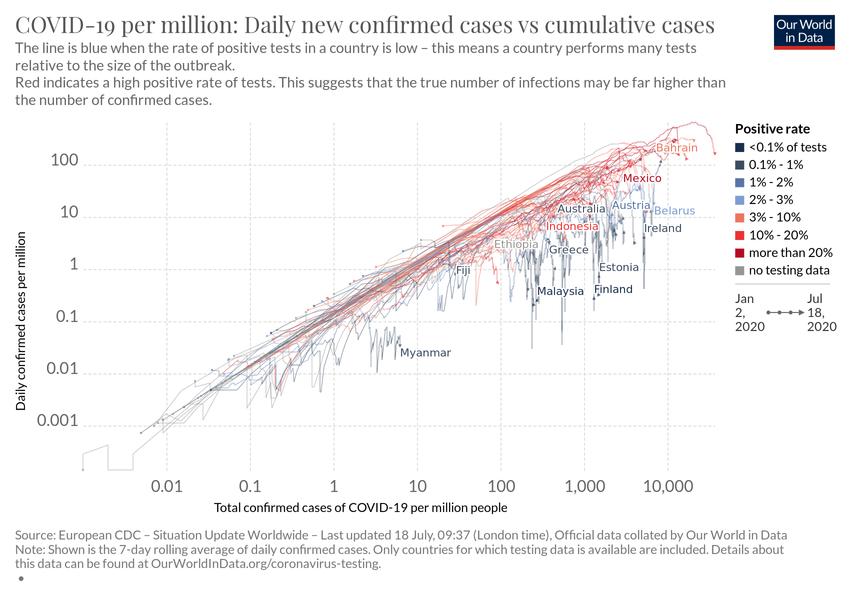 COVID-19 per million: Daily new confirmed cases vs cumulative cases
Our World
in Data
The line is blue when the rate of positive tests in a country is low – this means a country performs many tests
relative to the size of the outbreak.
Red indicates a high positive rate of tests. This suggests that the true number of infections may be far higher than
the number of confirmed cases.
Positive rate
<0.1% of tests
0.1% - 1%
1% - 2%
2% - 3%
3% - 10%
10% - 20%
more than 20%
no testing data
Jan 2, 2020
Jul 18, 2020
Daily confirmed cases per million
100
10
1
0.1
0.01
0.001
Bahrain
Mexico
Australia
Austria
Belarus
Indonesia
Ireland
Ethiopia
Greece
Fiji
Estonia
Malaysia
Finland
Myanmar
0.01
0.1
1
10
100
1,000
10,000
Total confirmed cases of COVID-19 per million people
Source: European CDC – Situation Update Worldwide – Last updated 18 July, 09:37 (London time), Official data collated by Our World in Data
Note: Shown is the 7-day rolling average of daily confirmed cases. Only countries for which testing data is available are included. Details about
this data can be found at OurWorldInData.org/coronavirus-testing.